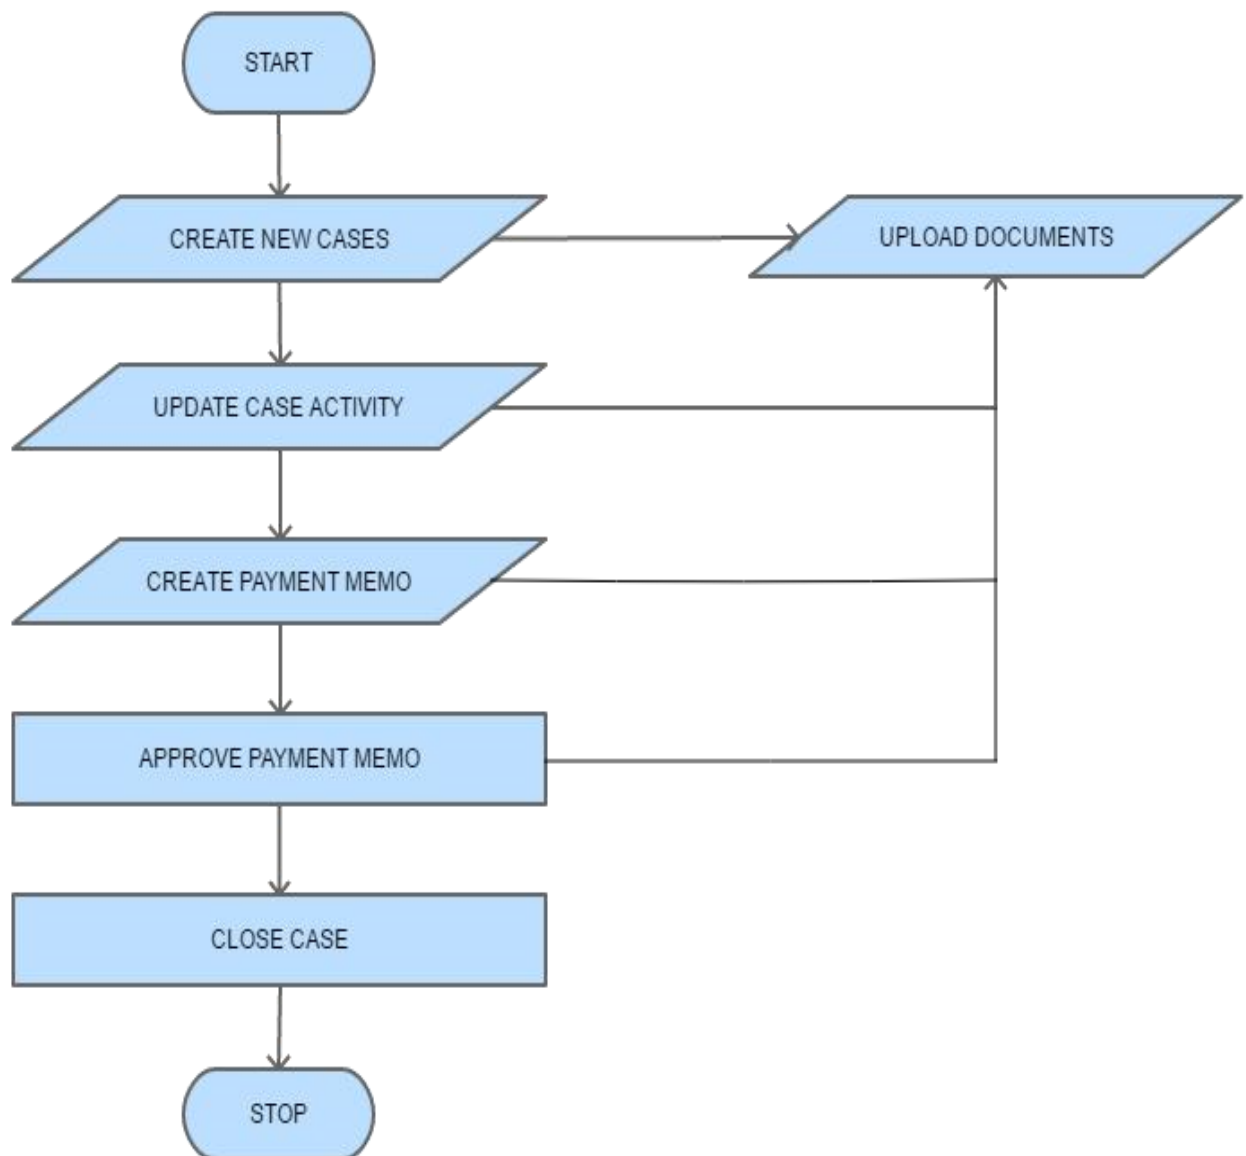 START
CREATE NEW CASES
UPLOAD DOCUMENTS
UPDATE CASE ACTIVITY
CREATE PAYMENT MEMO
APPROVE PAYMENT MEMO
CLOSE CASE
STOP